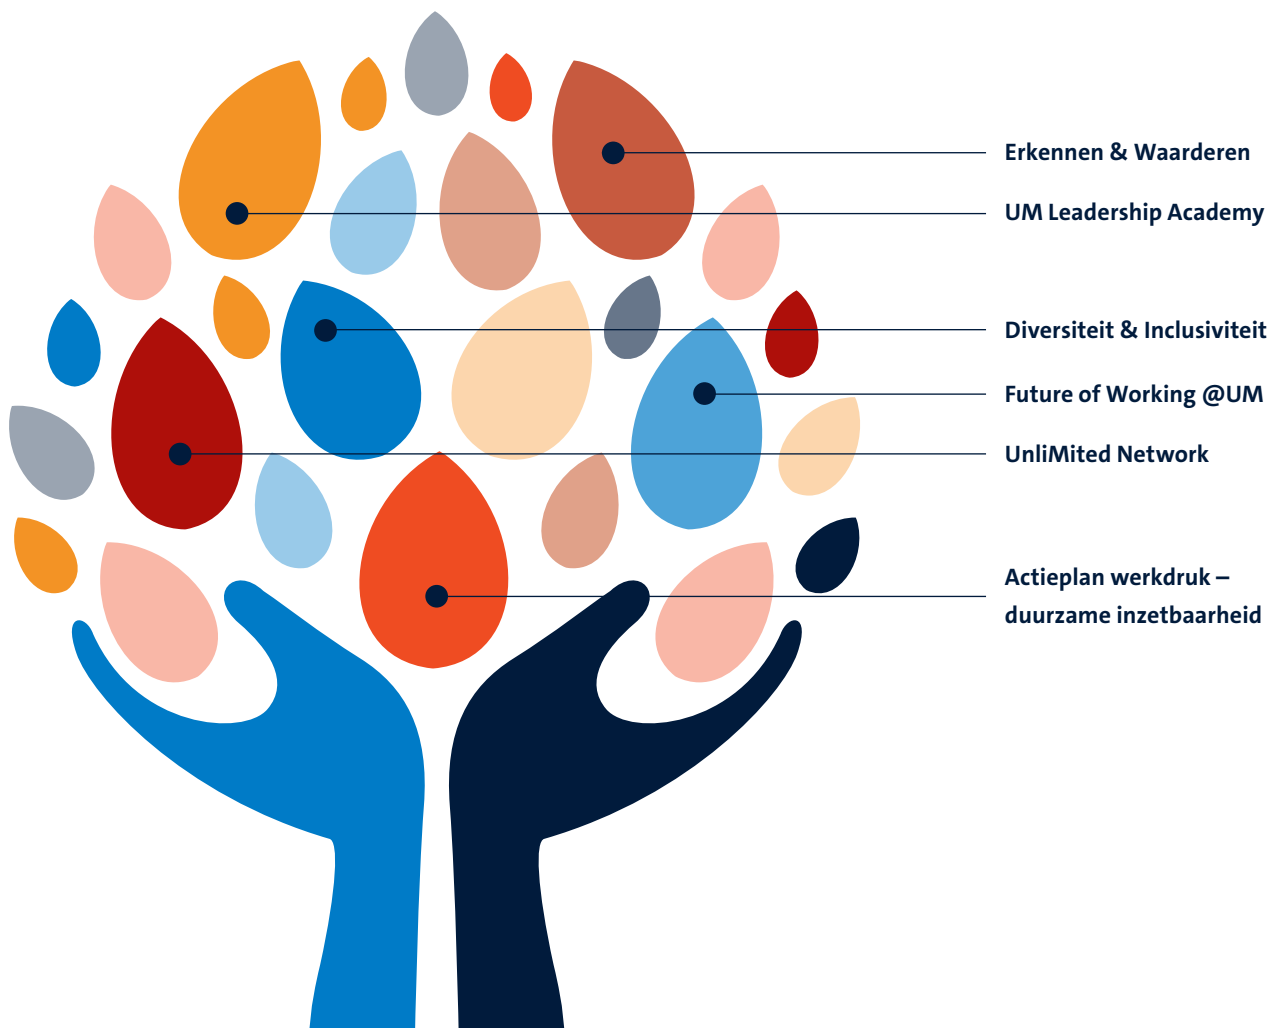 Erkennen & Waarderen
UM Leadership Academy
Diversiteit & Inclusiviteit
Future of Working @UM
UnliMited Network
Actieplan werkdruk –
duurzame inzetbaarheid